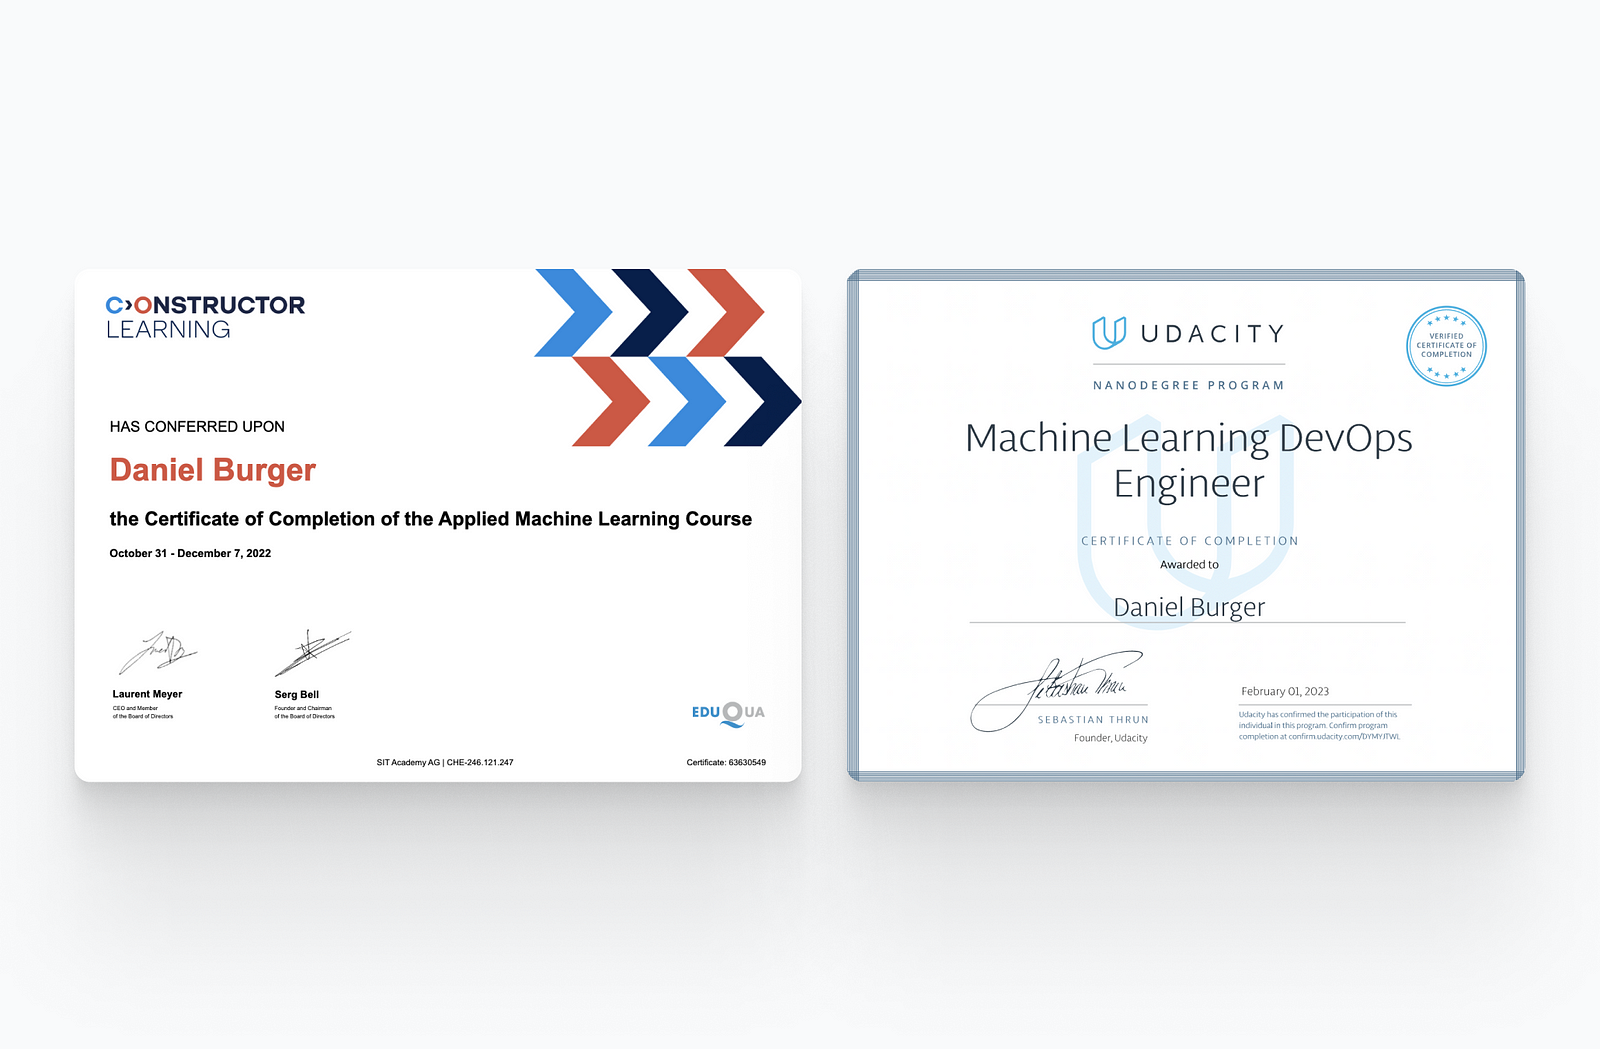 CONSTRUCTOR
LEARNING
HAS CONFERRED UPON
Daniel Burger
the Certificate of Completion of the Applied Machine Learning Course
October 31 - December 7, 2022
Laurent Meyer
CEO and Member
of the Board of Directors
Serg Bell
Founder and Chairman
of the Board of Directors
EDUQUA
SIT Academy AG | CHE-246.121.247
Certificate: 63630549
UDACITY
NANODEGREE PROGRAM
VERIFIED
CERTIFICATE OF
COMPLETION
Machine Learning DevOps
Engineer
CERTIFICATE OF COMPLETION
Awarded to
Daniel Burger
Sebastian Thrun
SEBASTIAN THRUN
Founder, Udacity
February 01, 2023
Udacity has confirmed the participation of this
individual in this program. Confirm program
completion at confirm.udacity.com/DYMYJTWL